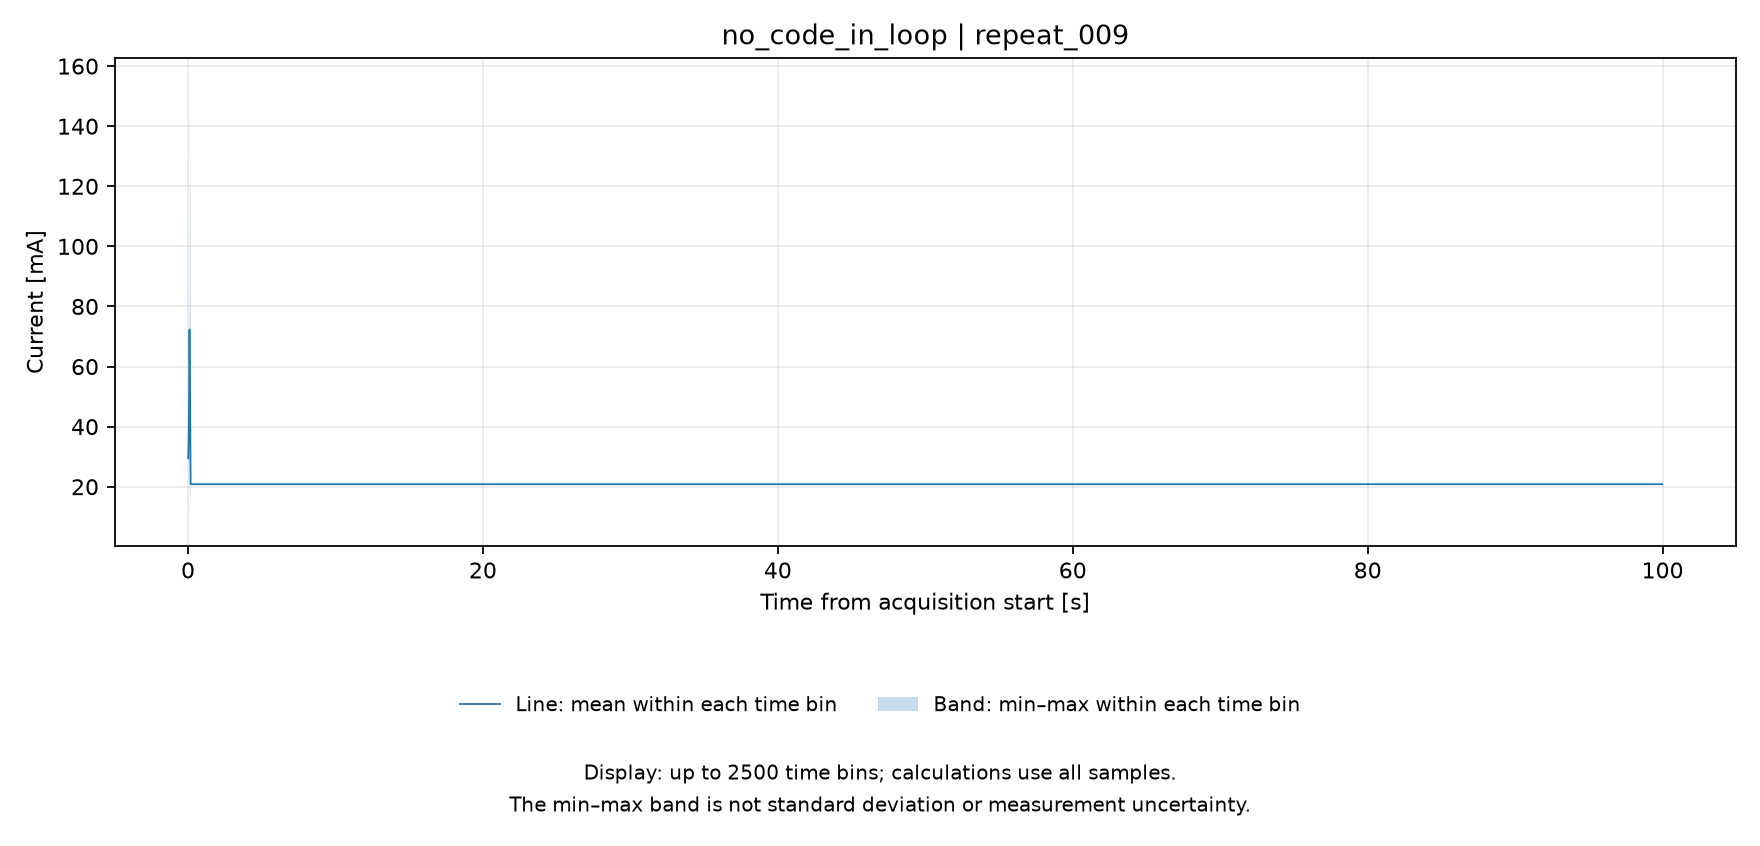 no_code_in_loop | repeat_009
160
140
120
100
80
60
40
20
Current [mA]
0 20 40 60 80 100
Time from acquisition start [s]
Line: mean within each time bin Band: min–max within each time bin
Display: up to 2500 time bins; calculations use all samples.
The min–max band is not standard deviation or measurement uncertainty.